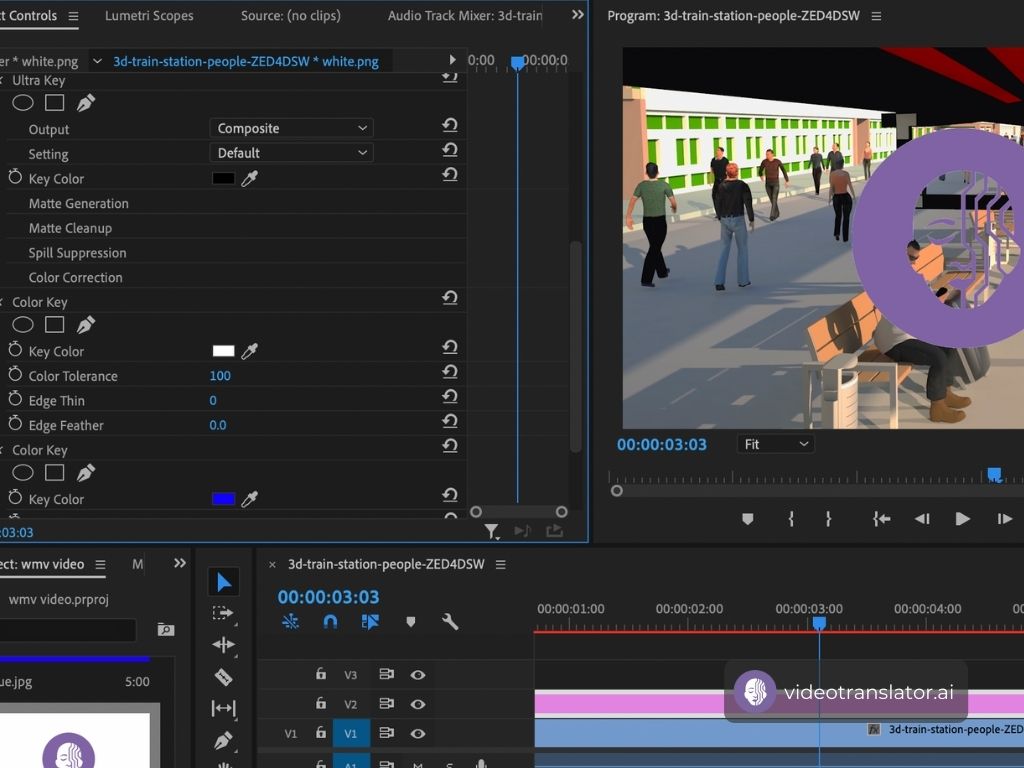 t Controls
Lumetri Scopes
Source: (no clips)
Audio Track Mixer: 3d-train
er * white.png
3d-train-station-people-ZED4DSW * white.png
0:00
00:00;0
Ultra Key
Output
Composite
Setting
Default
Key Color
Matte Generation
Matte Cleanup
Spill Suppression
Color Correction
Color Key
Key Color
Color Tolerance
100
Edge Thin
0
Edge Feather
0.0
Color Key
Key Color
:03:03
Program: 3d-train-station-people-ZED4DSW
00:00:03:03
Fit
ect: wmv video
M
wmv video.prproj
ue.jpg
5:00
× 3d-train-station-people-ZED4DSW
00:00:03:03
00:00:01:00
00:00:02:00
00:00:03:00
00:00:04:00
00
V3
V2
V1
V1
fx
3d-train-station-people-ZED
A1
M
S
videotranslator.ai